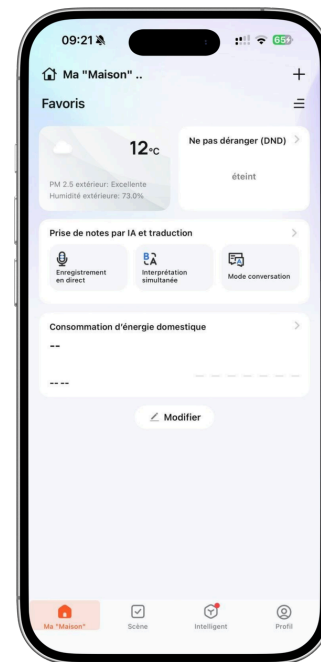 09:21
65
Ma "Maison" ..
Favoris
12°C
PM 2.5 extérieur: Excellente
Humidité extérieure: 73.0%
Ne pas déranger (DND)
éteint
Prise de notes par IA et traduction
Enregistrement
en direct
Interprétation
simultanée
Mode conversation
Consommation d'énergie domestique
--
-- --
Modifier
Ma "Maison"
Scène
Intelligent
Profil